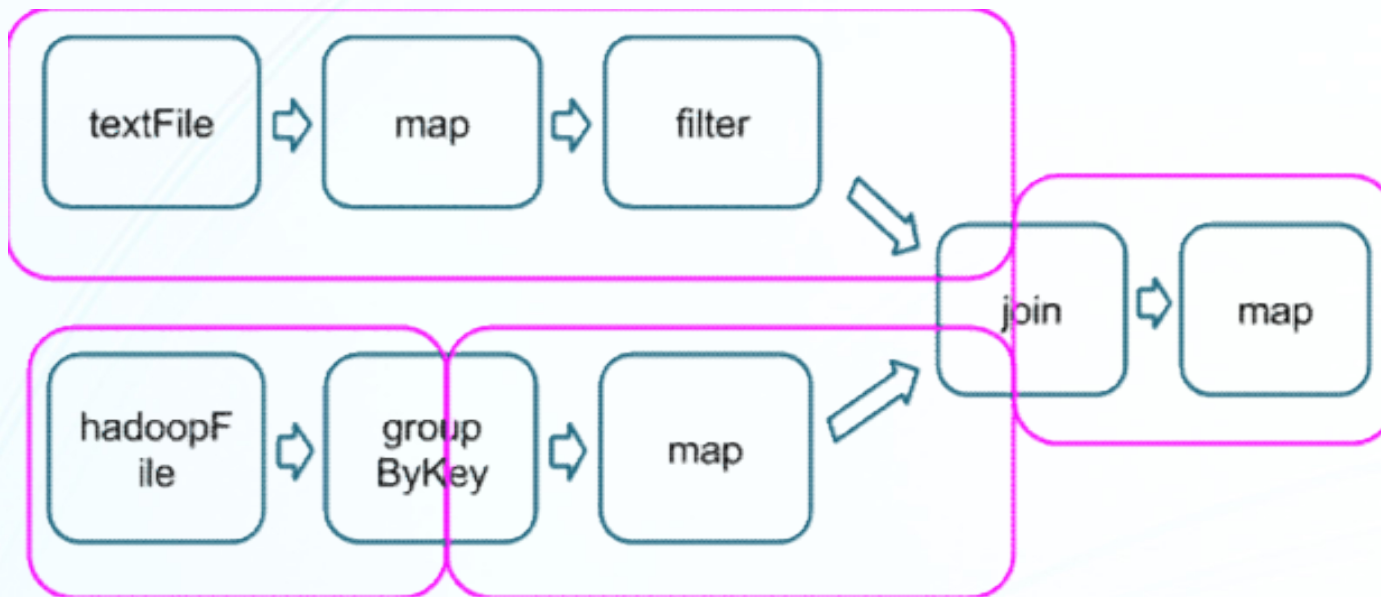 textFile
map
filter
join
map
hadoopF
ile
group
ByKey
map